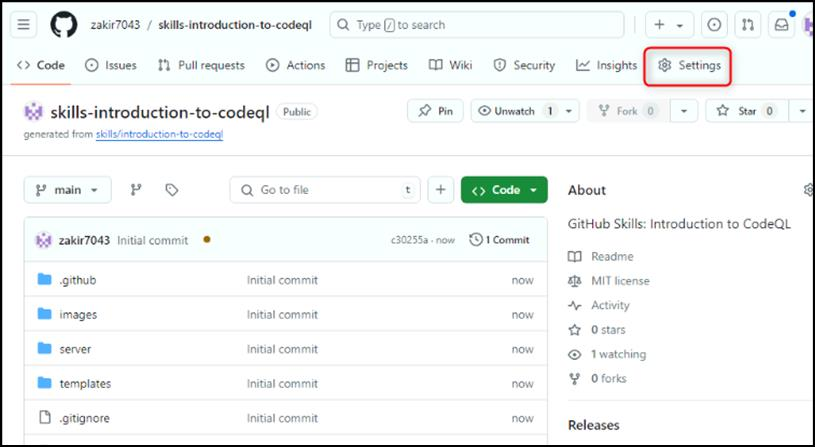 zakir7043 / skills-introduction-to-codeql
Type / to search
Code Issues Pull requests Actions Projects Wiki Security Insights Settings
skills-introduction-to-codeql Public
Pin Unwatch 1 Fork 0 Star 0
generated from skills/introduction-to-codeql
main Go to file t Code
zakir7043 Initial commit c30255a · now 1 Commit
.github Initial commit now
images Initial commit now
server Initial commit now
templates Initial commit now
.gitignore Initial commit now
About
GitHub Skills: Introduction to CodeQL
Readme
MIT license
Activity
0 stars
1 watching
0 forks
Releases